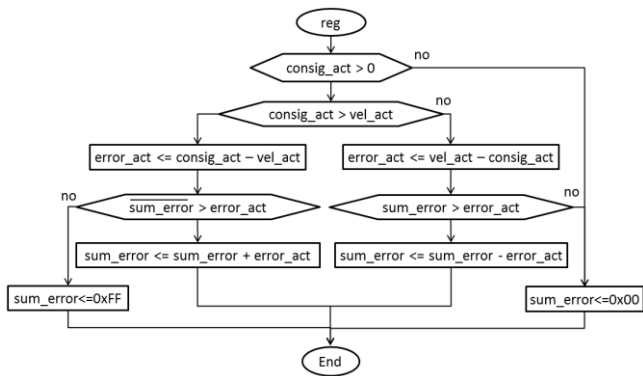 reg
consig_act > 0
no
consig_act > vel_act
no
error_act <= consig_act – vel_act
error_act <= vel_act – consig_act
no
sum_error > error_act
sum_error > error_act
no
sum_error <= sum_error + error_act
sum_error <= sum_error - error_act
sum_error<=0xFF
sum_error<=0x00
End